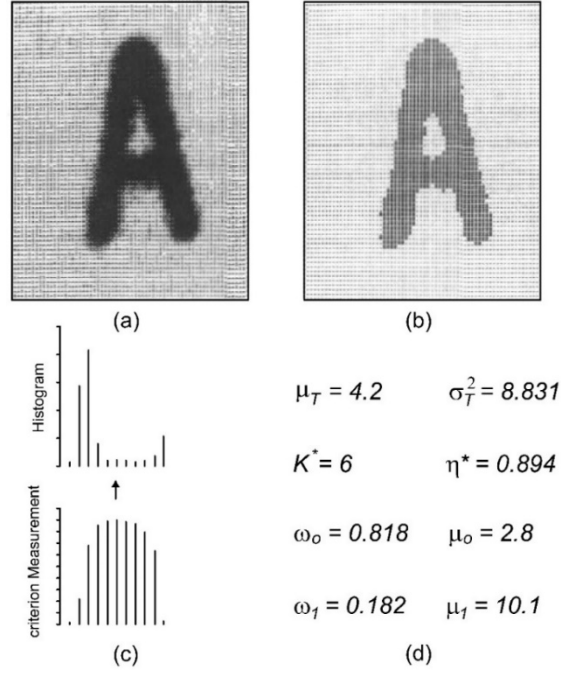 A
A
(a) (b)
Histogram
criterion Measurement
(c)
μT = 4.2 σ²T = 8.831
K* = 6 η* = 0.894
ωo = 0.818 μo = 2.8
ω1 = 0.182 μ1 = 10.1
(d)